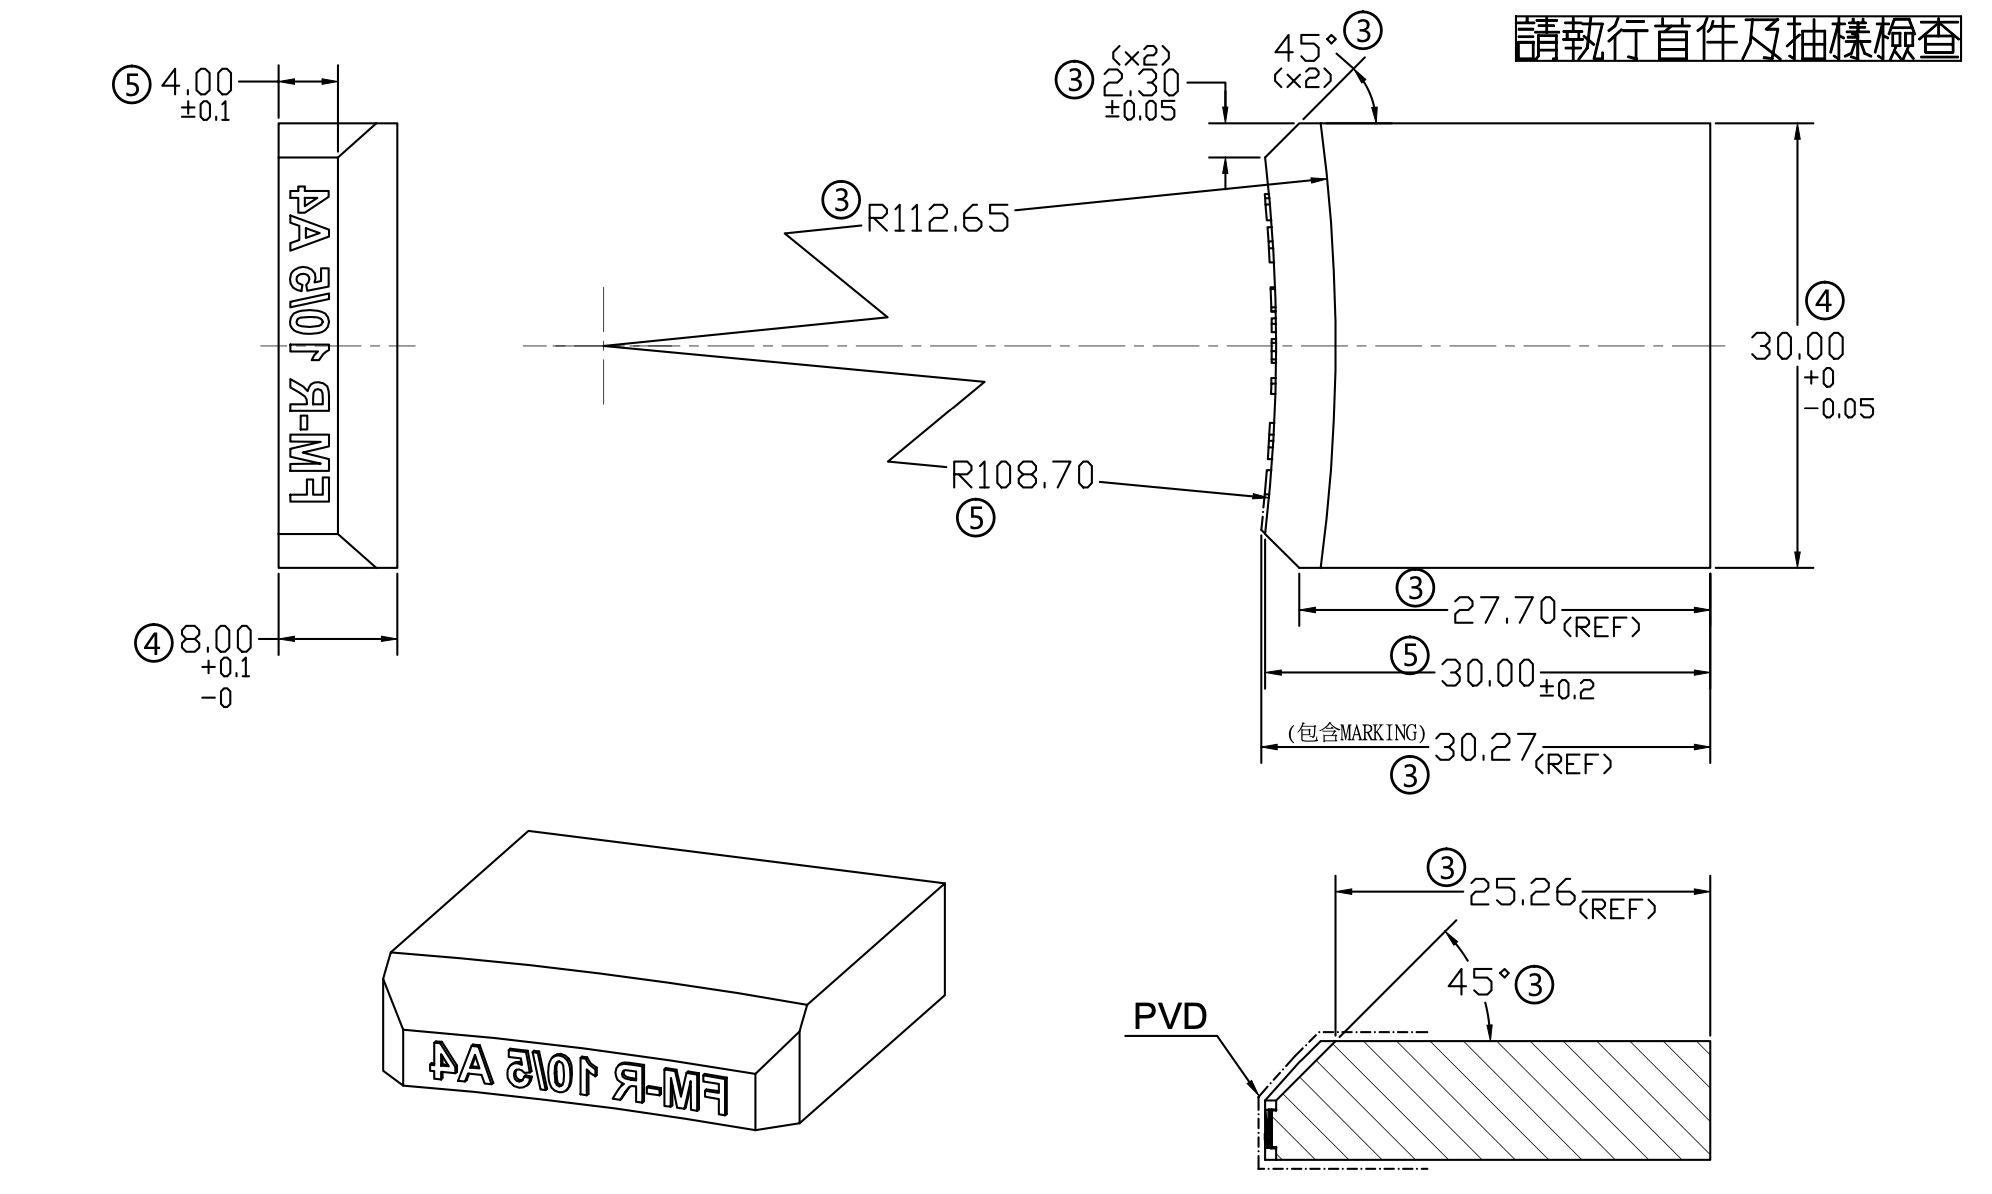 請執行首件及抽樣檢查
⑤ 4.00
±0.1
FM-R 10/5 A4
④ 8.00
+0.1
-0
(x2)
③ 2.30
±0.05
45° ③
(x2)
③ R112.65
R108.70
⑤
④
30.00
+0
-0.05
③ 27.70 (REF)
⑤ 30.00 ±0.2
(包含MARKING) 30.27 (REF)
③
FM-R 10/5 A4
③ 25.26 (REF)
45° ③
PVD